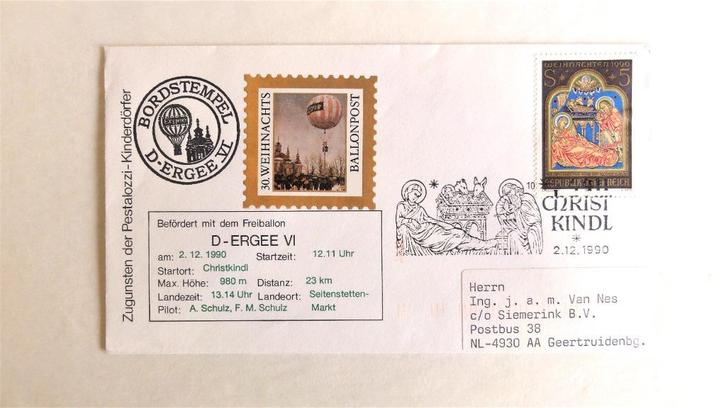 Zugunsten der Pestalozzi-Kinderdörfer
BORDSTEMPEL
D-ERGEE VI
30. WEIHNACHTS
BALLONPOST
WEIHNACHTEN 1990
S 5
REPUBLIK ÖSTERREICH
CHRIST
KINDL
2.12.1990
Befördert mit dem Freiballon
D-ERGEE VI
am: 2. 12. 1990 Startzeit: 12.11 Uhr
Startort: Christkindl
Max. Höhe: 980 m Distanz: 23 km
Landezeit: 13.14 Uhr Landeort: Seitenstetten-
Pilot: A. Schulz, F. M. Schulz Markt
Herrn
Ing. j. a. m. Van Nes
c/o Siemerink B.V.
Postbus 38
NL-4930 AA Geertruidenbg.